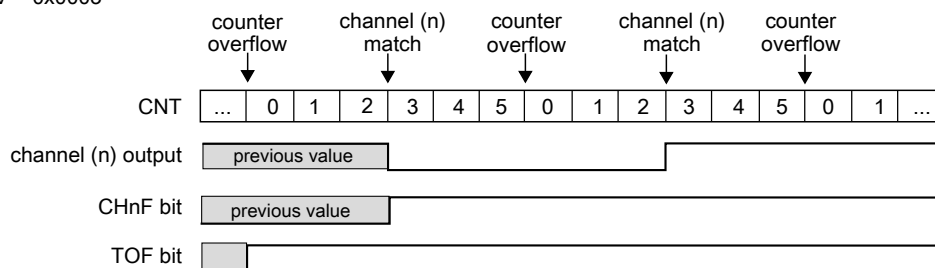 counter overflow
channel (n) match
counter overflow
channel (n) match
counter overflow
CNT ... 0 1 2 3 4 5 0 1 2 3 4 5 0 1 ...
channel (n) output previous value
CHnF bit previous value
TOF bit